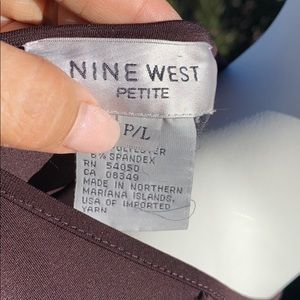 NINE WEST
PETITE
P/L
POLYESTER
6% SPANDEX
RN 54050
CA 08349
MADE IN NORTHERN
MARIANA ISLANDS,
USA OF IMPORTED
YARN